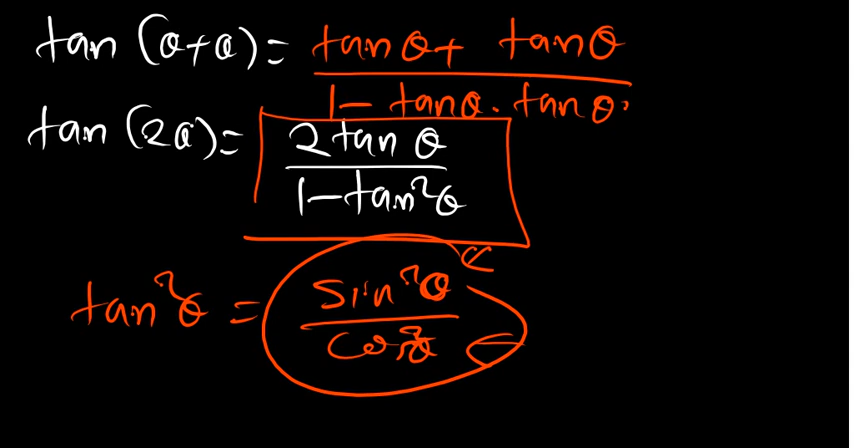 tan (θ+θ) = tanθ + tanθ / 1 - tanθ . tanθ.
tan (2θ) = 2 tan θ / 1 - tan²θ
tan²θ = sin²θ / cos²θ